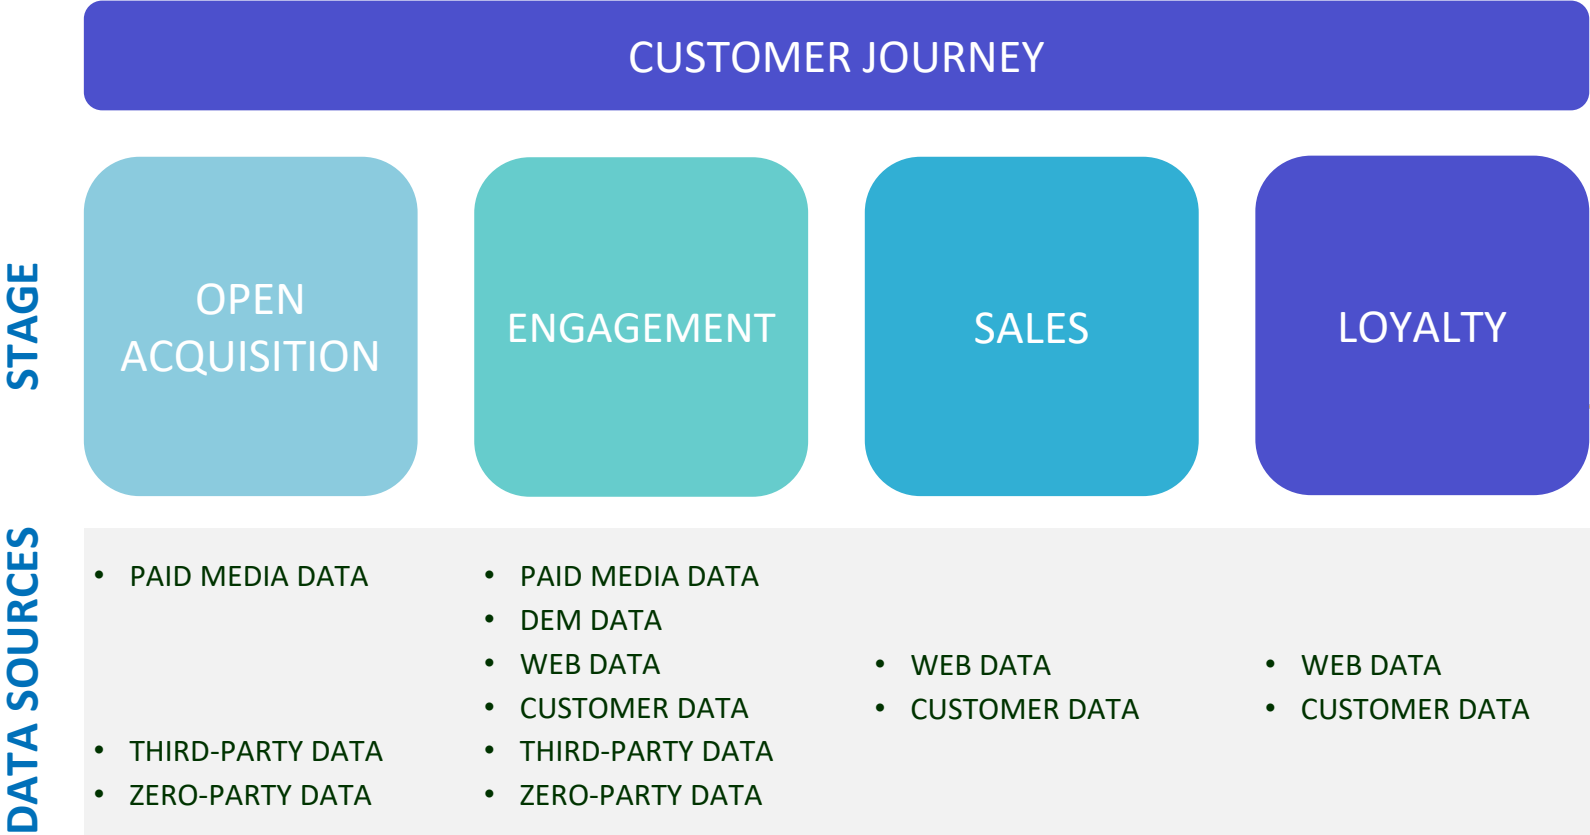 CUSTOMER JOURNEY
STAGE
OPEN
ACQUISITION
ENGAGEMENT
SALES
LOYALTY
DATA SOURCES
• PAID MEDIA DATA
• THIRD-PARTY DATA
• ZERO-PARTY DATA
• PAID MEDIA DATA
• DEM DATA
• WEB DATA
• CUSTOMER DATA
• THIRD-PARTY DATA
• ZERO-PARTY DATA
• WEB DATA
• CUSTOMER DATA
• WEB DATA
• CUSTOMER DATA